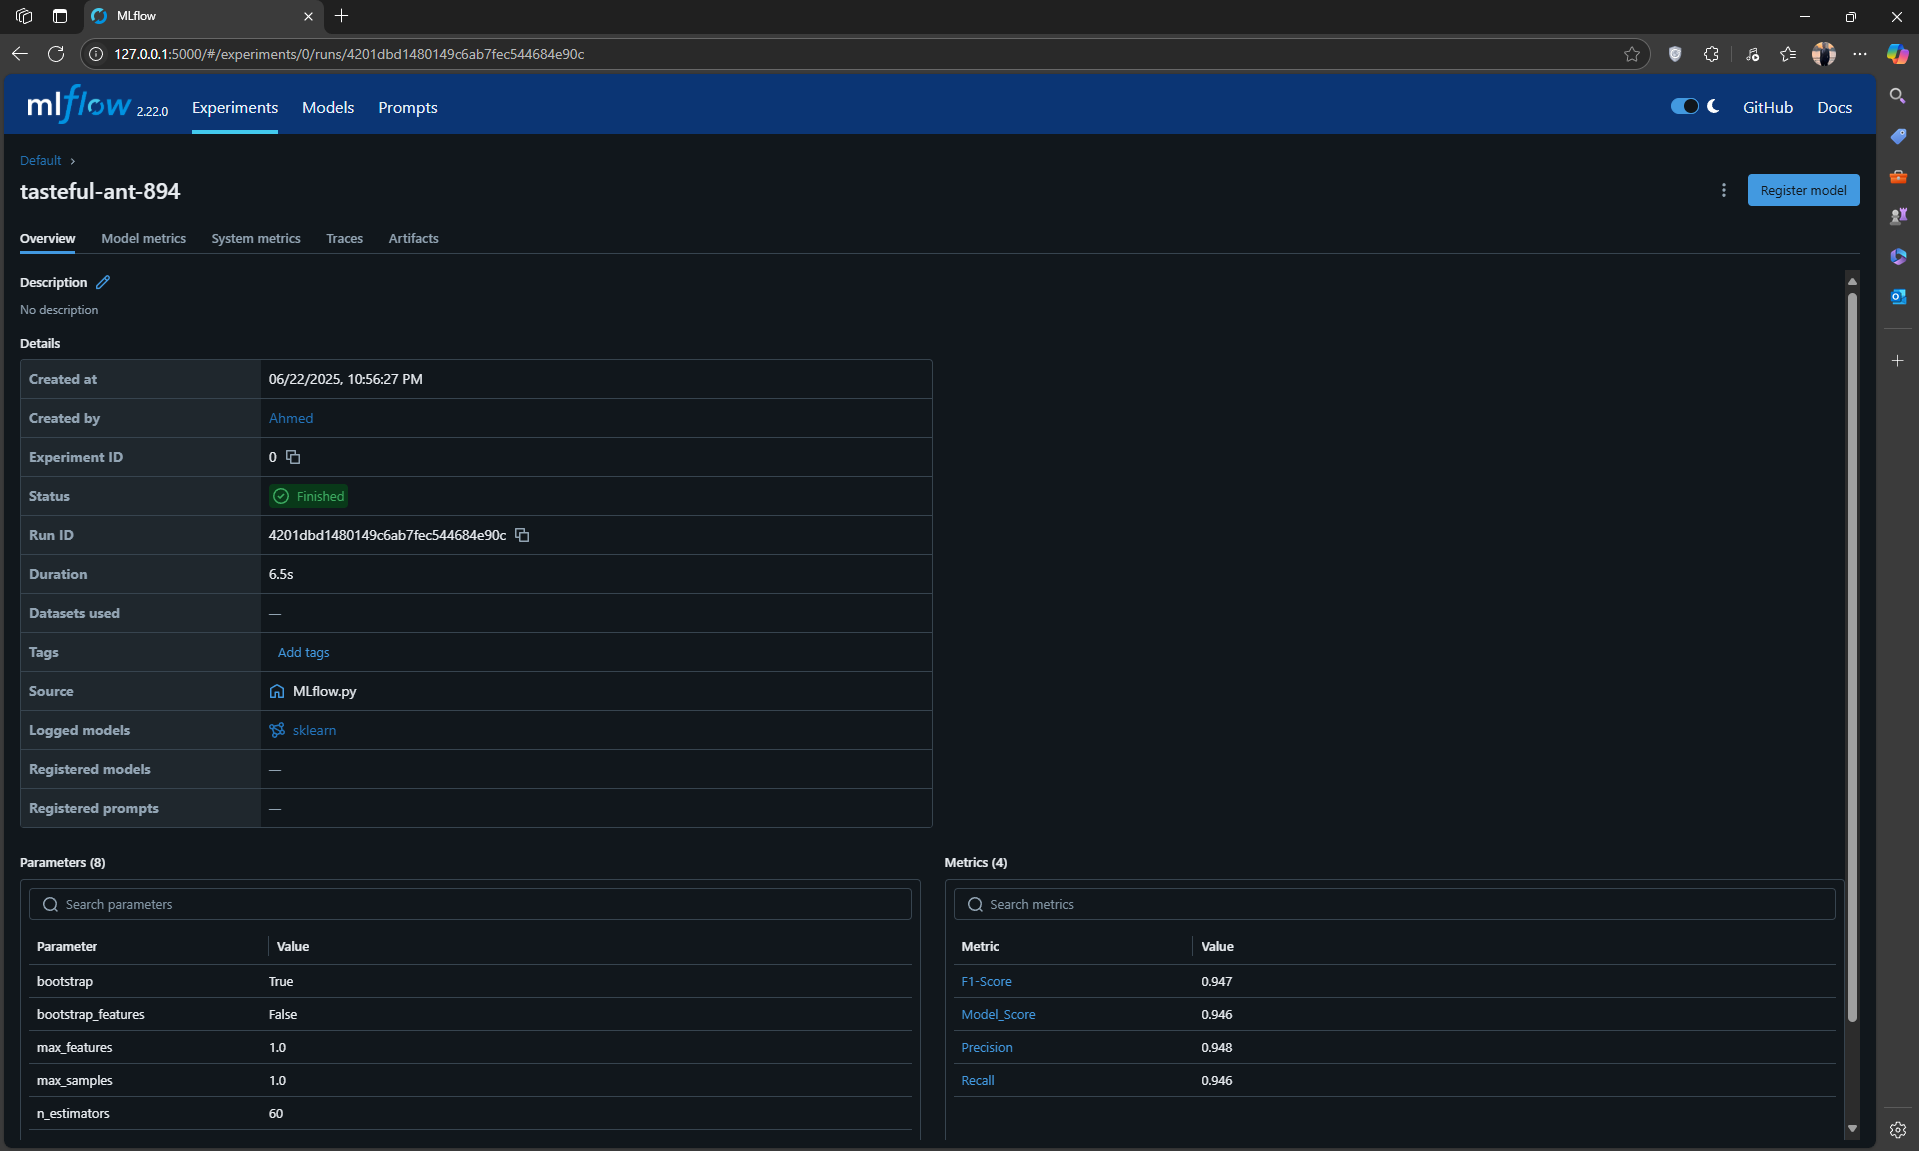 MLflow
127.0.0.1:5000/#/experiments/0/runs/4201dbd1480149c6ab7fec544684e90c
mlflow 2.22.0 Experiments Models Prompts GitHub Docs
Default
tasteful-ant-894
Register model
Overview Model metrics System metrics Traces Artifacts
Description
No description
Details
Created at 06/22/2025, 10:56:27 PM
Created by Ahmed
Experiment ID 0
Status Finished
Run ID 4201dbd1480149c6ab7fec544684e90c
Duration 6.5s
Datasets used —
Tags Add tags
Source MLflow.py
Logged models sklearn
Registered models —
Registered prompts —
Parameters (8)
Search parameters
Parameter Value
bootstrap True
bootstrap_features False
max_features 1.0
max_samples 1.0
n_estimators 60
Metrics (4)
Search metrics
Metric Value
F1-Score 0.947
Model_Score 0.946
Precision 0.948
Recall 0.946